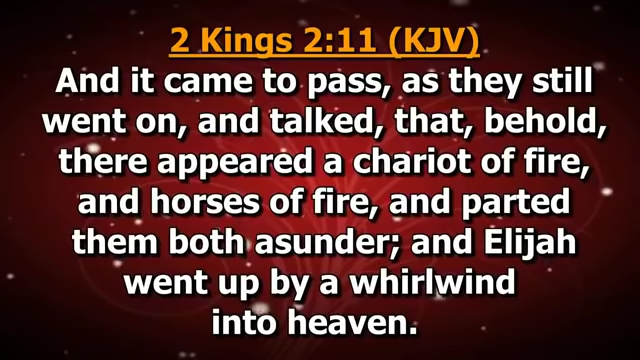 2 Kings 2:11 (KJV)
And it came to pass, as they still
went on, and talked, that, behold,
there appeared a chariot of fire,
and horses of fire, and parted
them both asunder; and Elijah
went up by a whirlwind
into heaven.